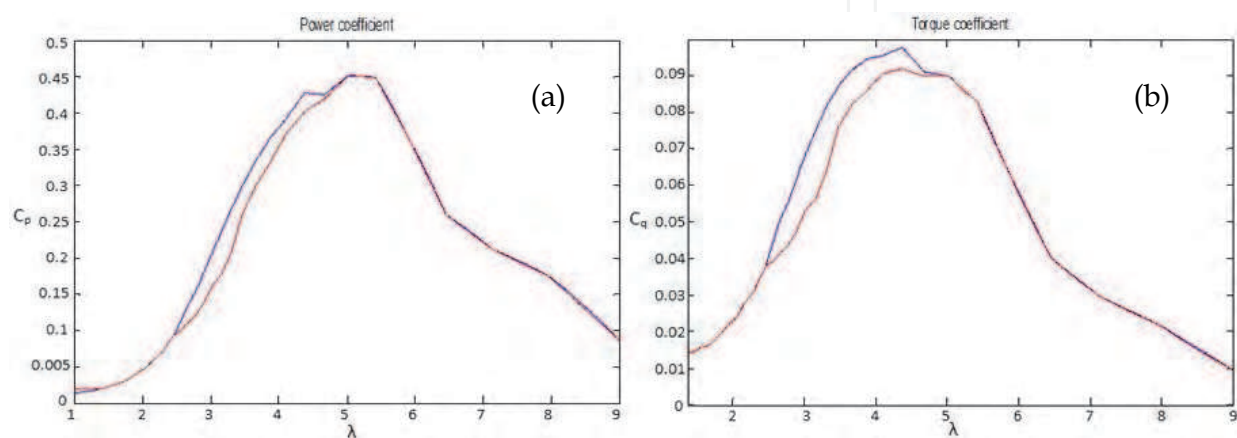 Power coefficient
0.5
0.45
0.4
0.35
0.3
0.25
0.2
0.15
0.1
0.005
0
C_p
1 2 3 4 5 6 7 8 9
λ
(a)
Torque coefficient
0.09
0.08
0.07
0.06
0.05
0.04
0.03
0.02
0.01
0
C_q
2 3 4 5 6 7 8 9
λ
(b)